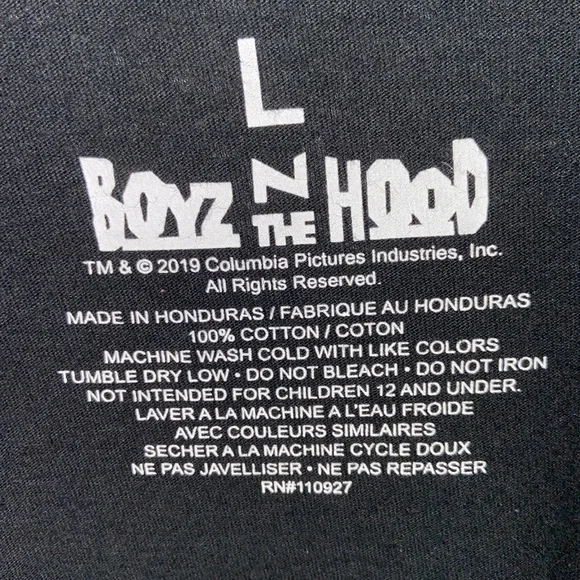 L
BOYZ N THE HOOD
TM & © 2019 Columbia Pictures Industries, Inc.
All Rights Reserved.
MADE IN HONDURAS / FABRIQUE AU HONDURAS
100% COTTON / COTON
MACHINE WASH COLD WITH LIKE COLORS
TUMBLE DRY LOW • DO NOT BLEACH • DO NOT IRON
NOT INTENDED FOR CHILDREN 12 AND UNDER.
LAVER A LA MACHINE A L'EAU FROIDE
AVEC COULEURS SIMILAIRES
SECHER A LA MACHINE CYCLE DOUX
NE PAS JAVELLISER • NE PAS REPASSER
RN#110927